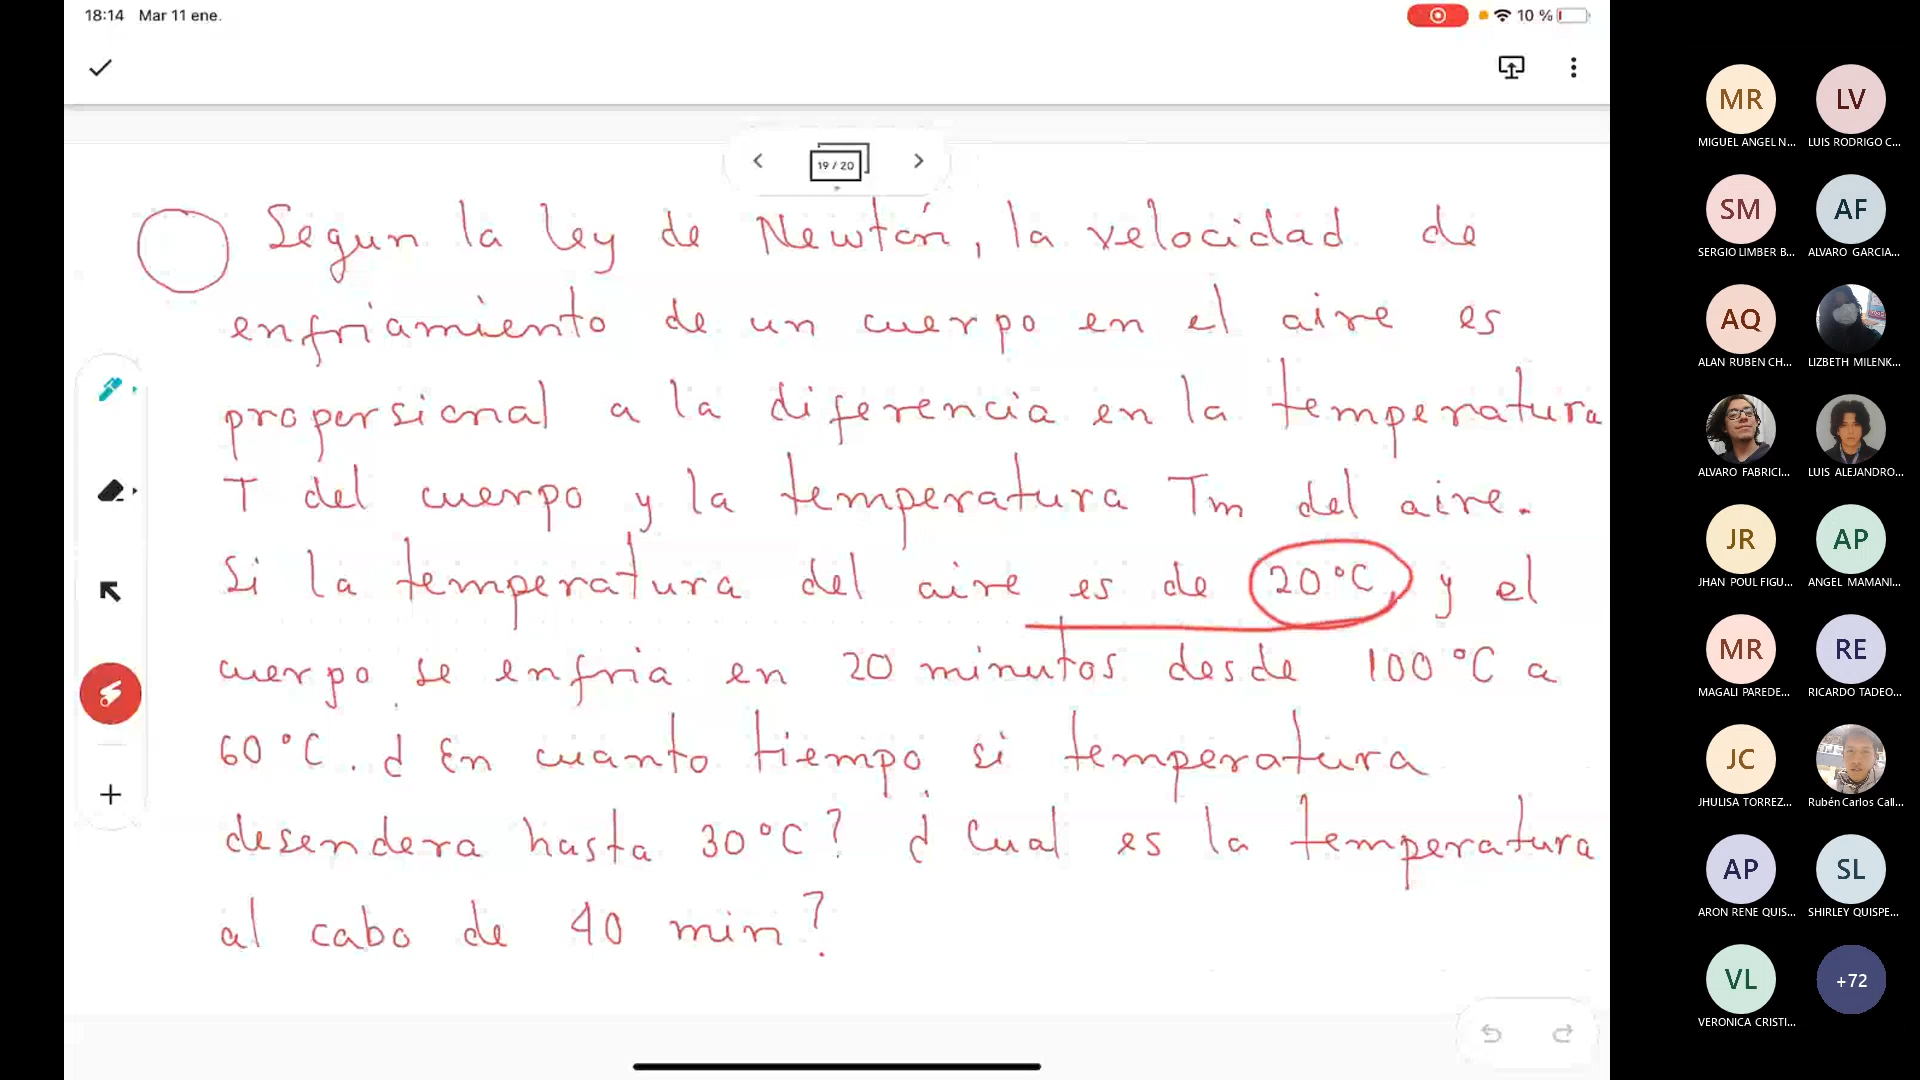 18:14 Mar 11 ene.
10 %
19 / 20
Segun la ley de Newtón, la velocidad de
enfriamiento de un cuerpo en el aire es
propersional a la diferencia en la temperatura
T del cuerpo y la temperatura Tm del aire.
Si la temperatura del aire es de 20°C, y el
cuerpo se enfria en 20 minutos desde 100°C a
60°C. ¿ En cuanto tiempo si temperatura
desendera hasta 30°C? ¿ Cual es la temperatura
al cabo de 40 min?
MR LV
MIGUEL ANGEL N... LUIS RODRIGO C...
SM AF
SERGIO LIMBER B... ALVARO GARCIA...
AQ
ALAN RUBEN CH... LIZBETH MILENK...
ALVARO FABRICI... LUIS ALEJANDRO...
JR AP
JHAN POUL FIGU... ANGEL MAMANI...
MR RE
MAGALI PAREDE... RICARDO TADEO...
JC
JHULISA TORREZ... Rubén Carlos Call...
AP SL
ARON RENE QUIS... SHIRLEY QUISPE...
VL +72
VERONICA CRISTI...